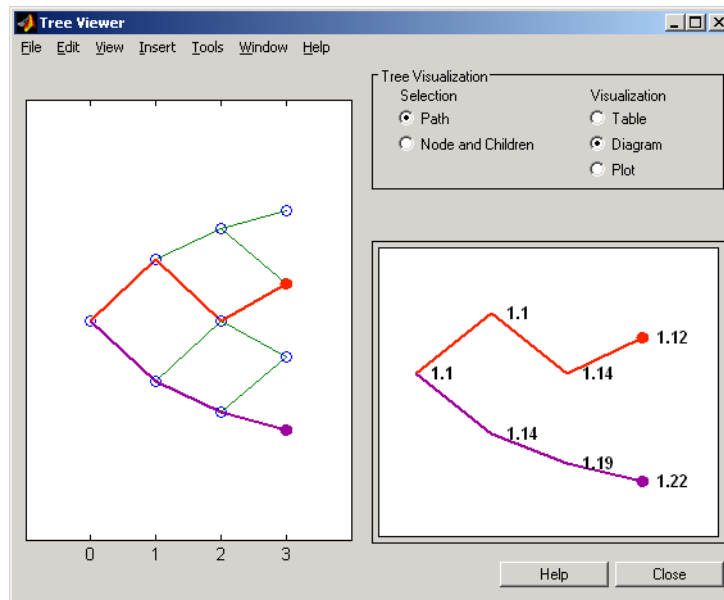 Tree Viewer
File Edit View Insert Tools Window Help
Tree Visualization
Selection
Visualization
Path
Table
Node and Children
Diagram
Plot
1.1
1.12
1.1
1.14
1.14
1.19
1.22
0 1 2 3
Help
Close